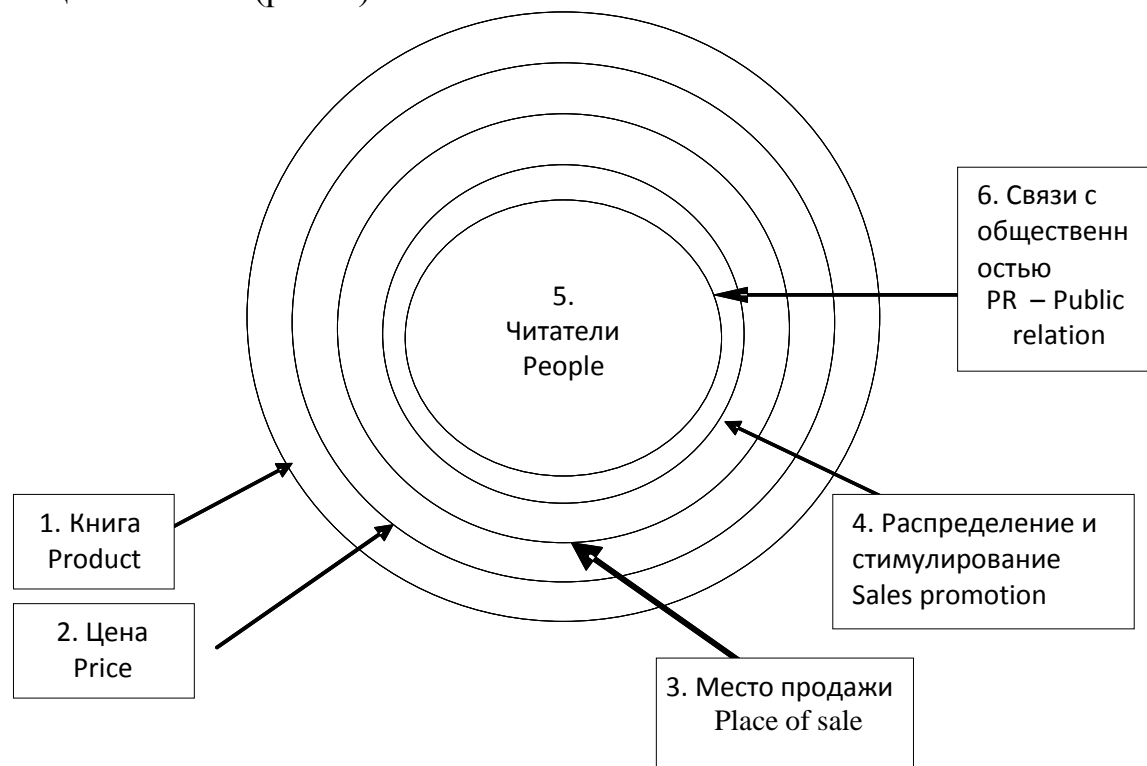 5.
Читатели
People
6. Связи с
общественн
остью
PR – Public
relation
1. Книга
Product
4. Распределение и
стимулирование
Sales promotion
2. Цена
Price
3. Место продажи
Place of sale